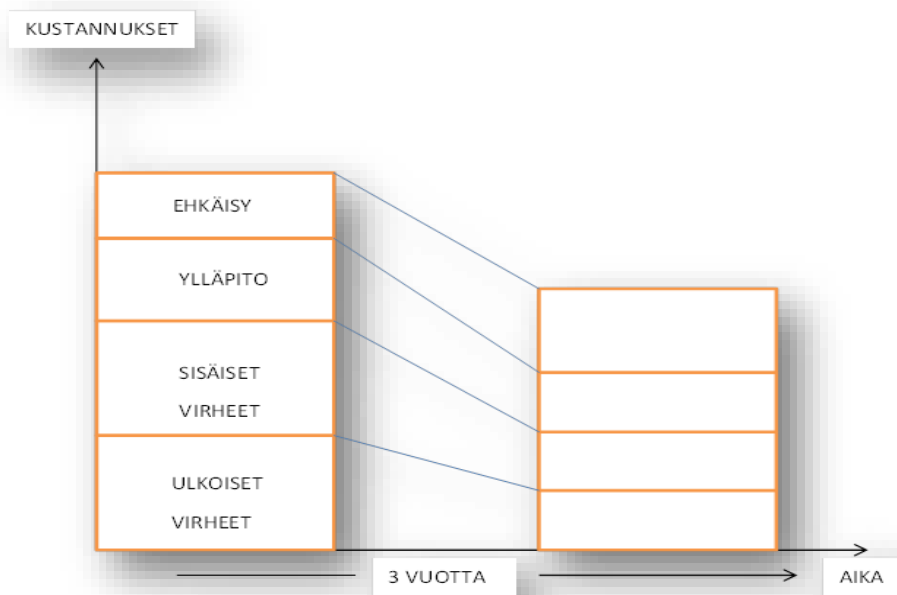 KUSTANNUKSET
EHKÄISY
YLLÄPITO
SISÄISET
VIRHEET
ULKOISET
VIRHEET
3 VUOTTA
AIKA